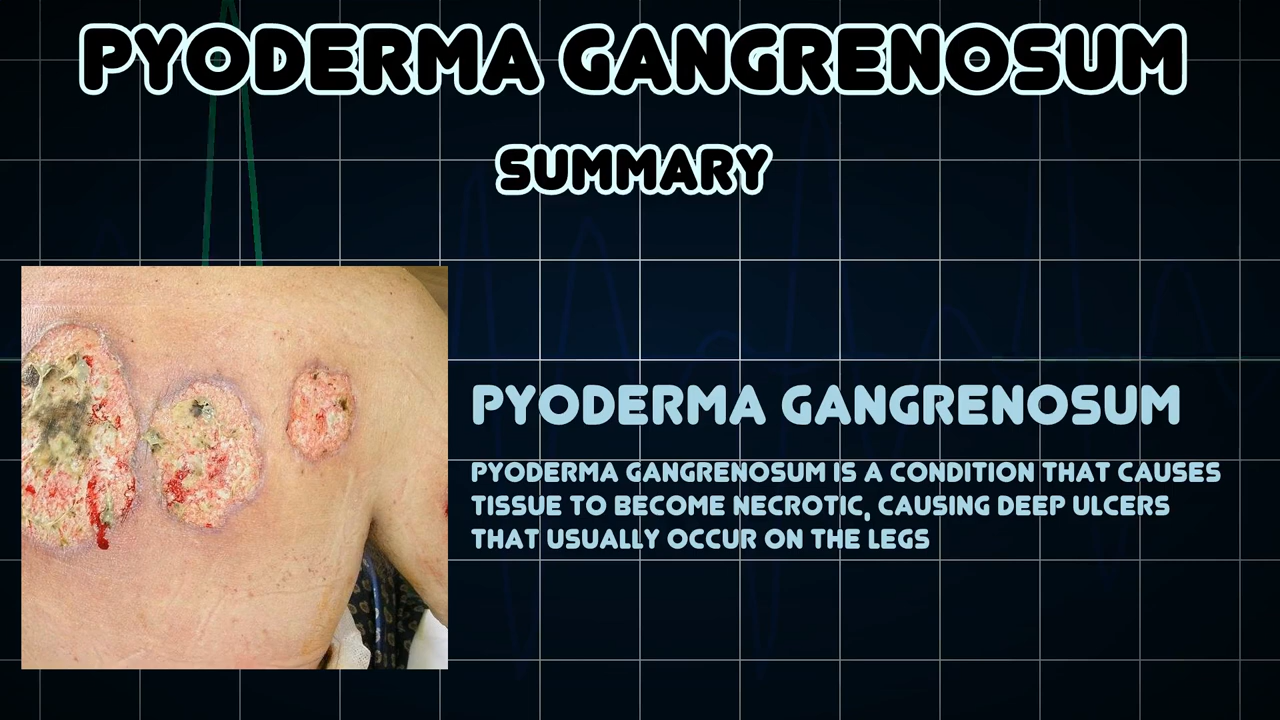 PYODERMA GANGRENOSUM
SUMMARY
PYODERMA GANGRENOSUM
PYODERMA GANGRENOSUM IS A CONDITION THAT CAUSES
TISSUE TO BECOME NECROTIC, CAUSING DEEP ULCERS
THAT USUALLY OCCUR ON THE LEGS